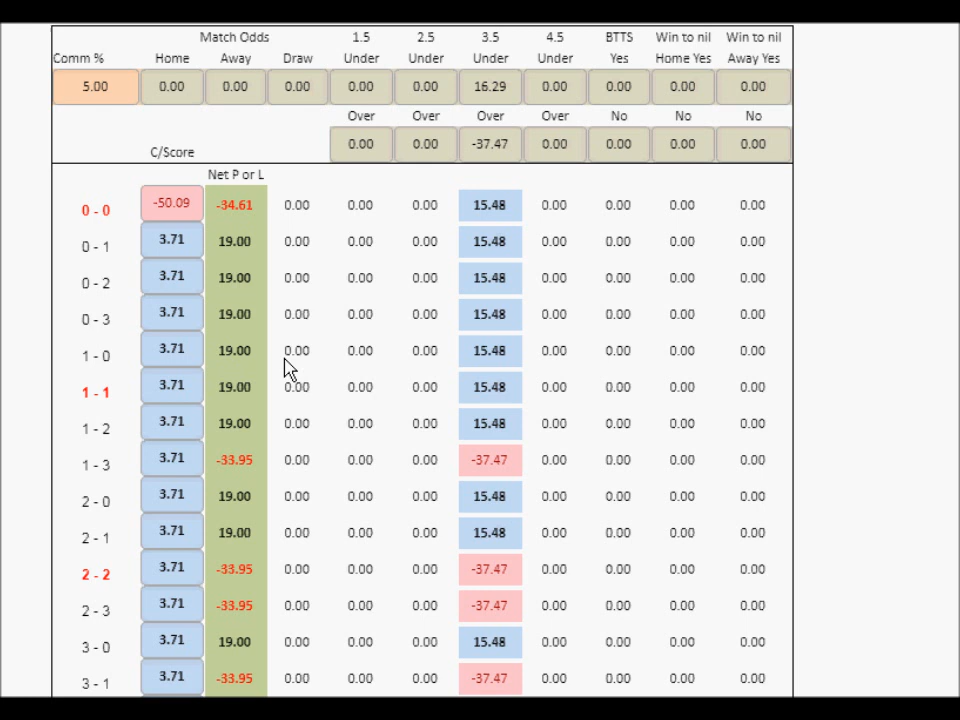 Match Odds 1.5 2.5 3.5 4.5 BTTS Win to nil Win to nil
Comm % Home Away Draw Under Under Under Under Yes Home Yes Away Yes
5.00 0.00 0.00 0.00 0.00 0.00 16.29 0.00 0.00 0.00 0.00
Over Over Over Over No No No
0.00 0.00 -37.47 0.00 0.00 0.00 0.00
C/Score
Net P or L
0 - 0 -50.09 -34.61 0.00 0.00 0.00 15.48 0.00 0.00 0.00 0.00
0 - 1 3.71 19.00 0.00 0.00 0.00 15.48 0.00 0.00 0.00 0.00
0 - 2 3.71 19.00 0.00 0.00 0.00 15.48 0.00 0.00 0.00 0.00
0 - 3 3.71 19.00 0.00 0.00 0.00 15.48 0.00 0.00 0.00 0.00
1 - 0 3.71 19.00 0.00 0.00 0.00 15.48 0.00 0.00 0.00 0.00
1 - 1 3.71 19.00 0.00 0.00 0.00 15.48 0.00 0.00 0.00 0.00
1 - 2 3.71 19.00 0.00 0.00 0.00 15.48 0.00 0.00 0.00 0.00
1 - 3 3.71 -33.95 0.00 0.00 0.00 -37.47 0.00 0.00 0.00 0.00
2 - 0 3.71 19.00 0.00 0.00 0.00 15.48 0.00 0.00 0.00 0.00
2 - 1 3.71 19.00 0.00 0.00 0.00 15.48 0.00 0.00 0.00 0.00
2 - 2 3.71 -33.95 0.00 0.00 0.00 -37.47 0.00 0.00 0.00 0.00
2 - 3 3.71 -33.95 0.00 0.00 0.00 -37.47 0.00 0.00 0.00 0.00
3 - 0 3.71 19.00 0.00 0.00 0.00 15.48 0.00 0.00 0.00 0.00
3 - 1 3.71 -33.95 0.00 0.00 0.00 -37.47 0.00 0.00 0.00 0.00